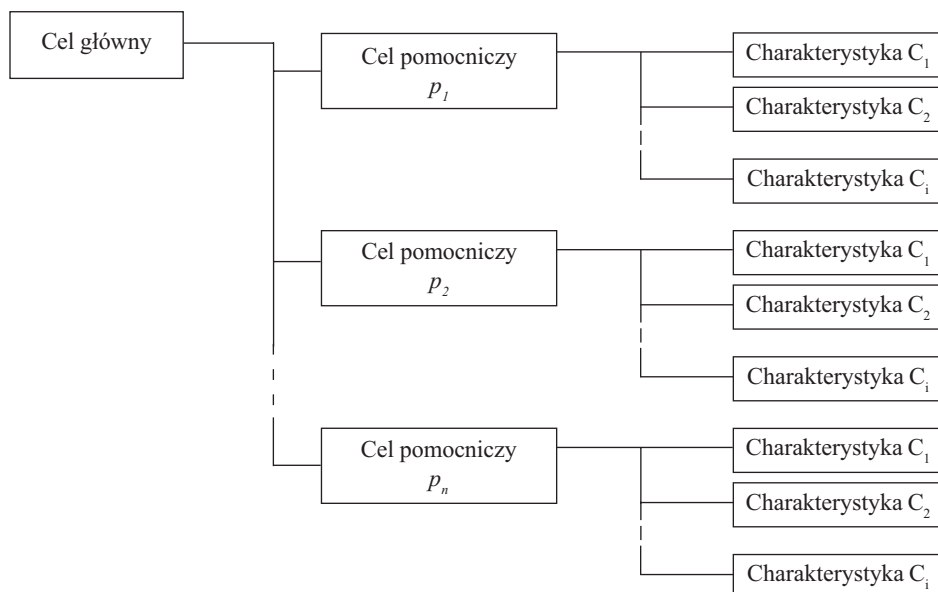 Cel główny
Cel pomocniczy
p₁
Charakterystyka C₁
Charakterystyka C₂
Charakterystyka Cᵢ
Cel pomocniczy
p₂
Charakterystyka C₁
Charakterystyka C₂
Charakterystyka Cᵢ
Cel pomocniczy
pₙ
Charakterystyka C₁
Charakterystyka C₂
Charakterystyka Cᵢ